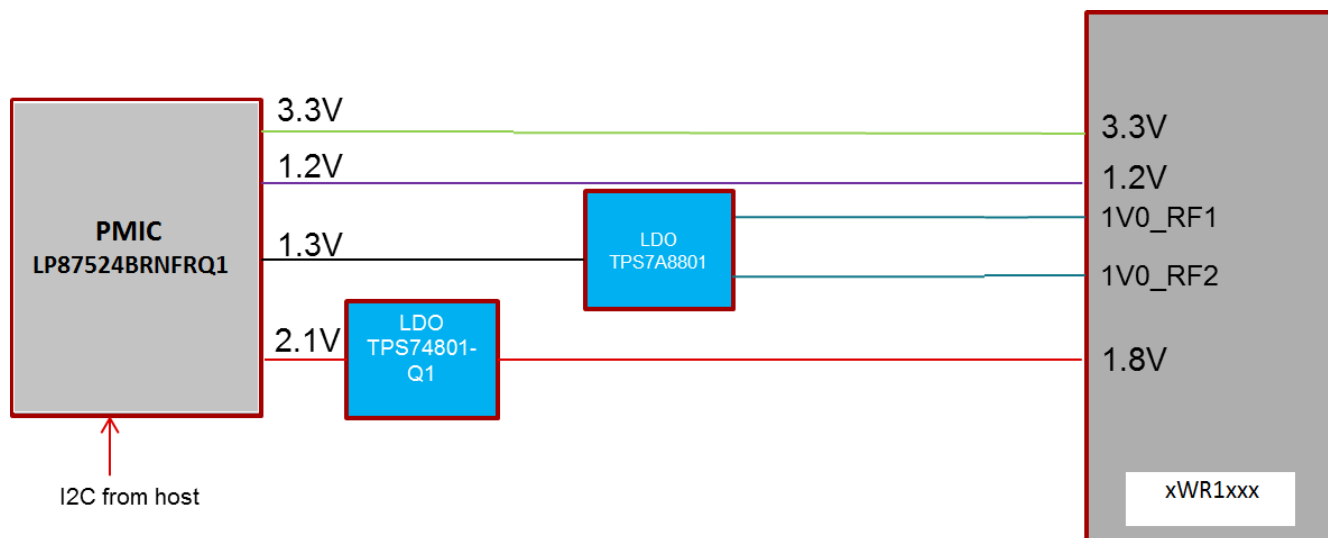 3.3V
3.3V
1.2V
1.2V
PMIC
LP87524BRNFRQ1
1.3V
LDO
TPS7A8801
1V0_RF1
1V0_RF2
2.1V
LDO
TPS74801-
Q1
1.8V
I2C from host
xWR1xxx